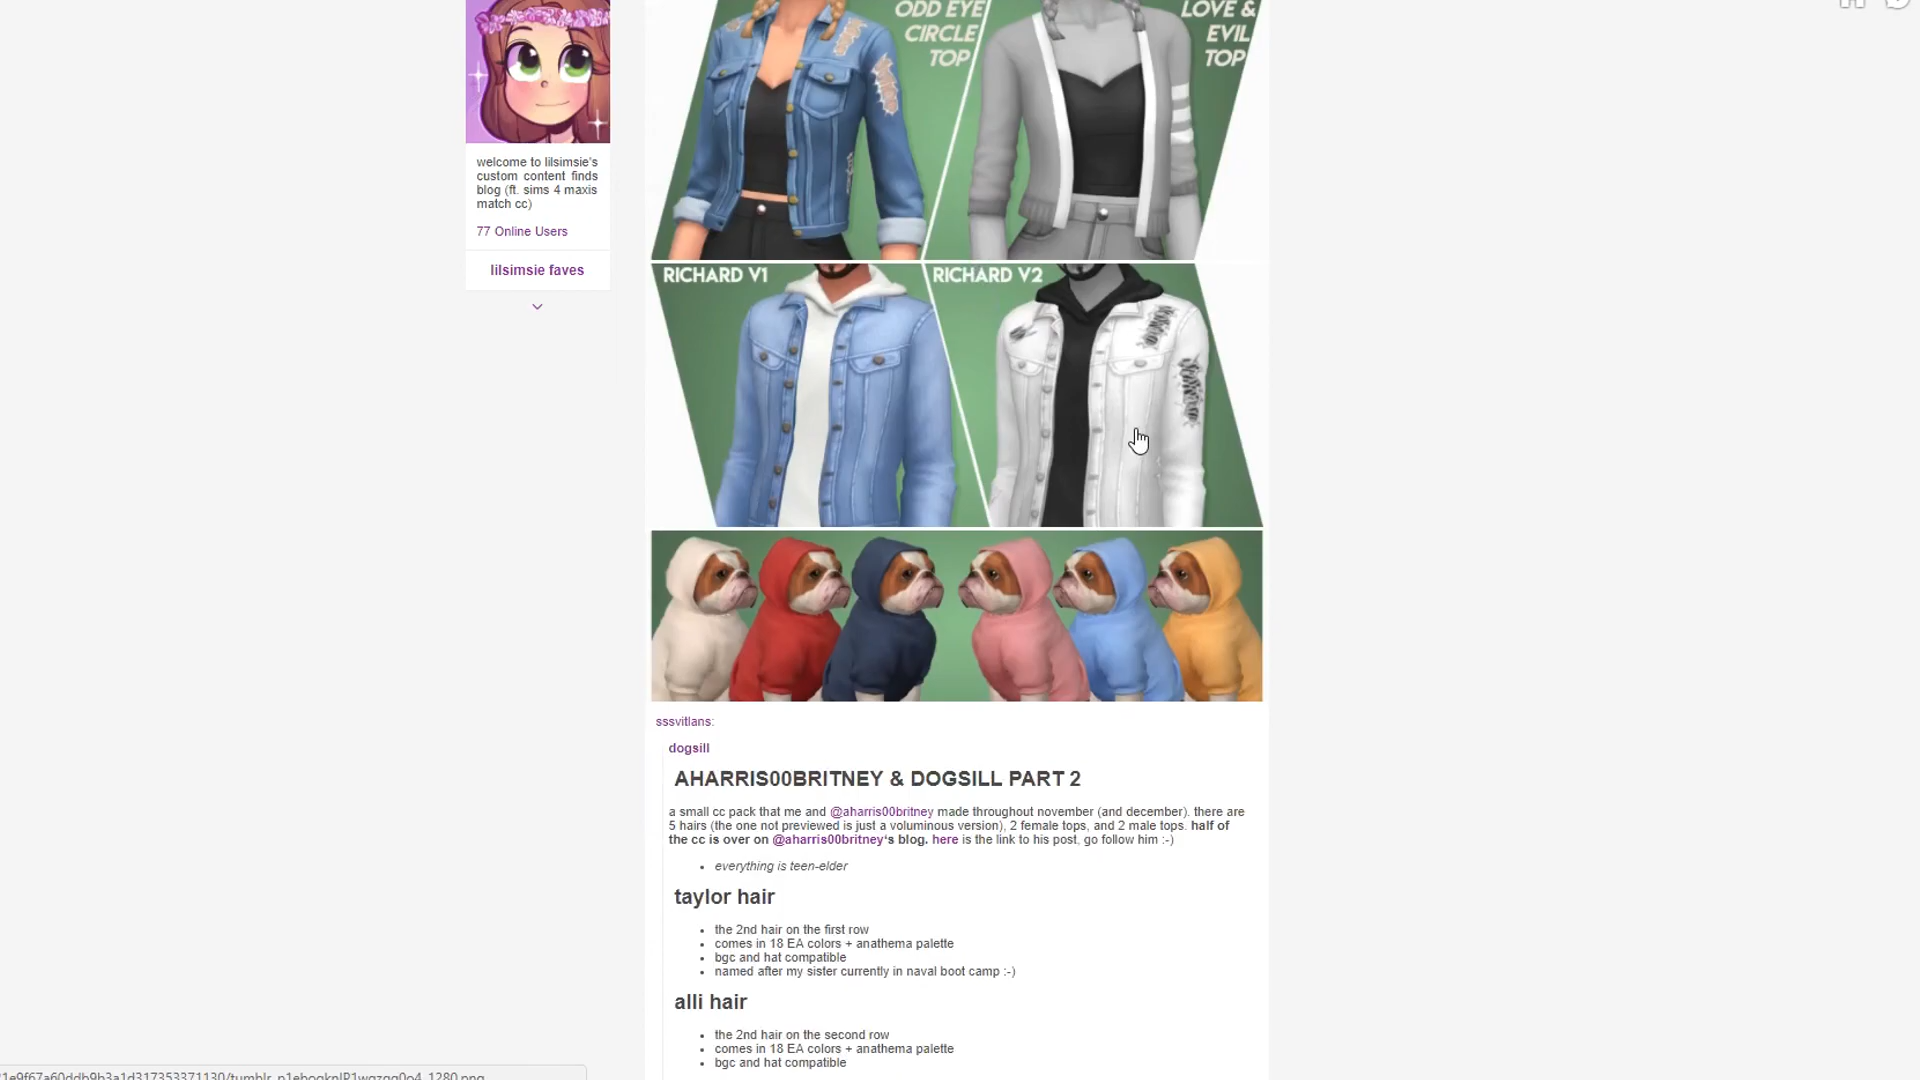 ODD EYE
CIRCLE
TOP
LOVE &
EVIL
TOP
welcome to lilsimsie's
custom content finds
blog (ft. sims 4 maxis
match cc)
77 Online Users
lilsimsie faves
RICHARD V1
RICHARD V2
sssvitlans:
dogsill
AHARRIS00BRITNEY & DOGSILL PART 2
a small cc pack that me and @aharris00britney made throughout november (and december). there are
5 hairs (the one not previewed is just a voluminous version), 2 female tops, and 2 male tops. half of
the cc is over on @aharris00britney's blog. here is the link to his post, go follow him :-)
• everything is teen-elder
taylor hair
• the 2nd hair on the first row
• comes in 18 EA colors + anathema palette
• bgc and hat compatible
• named after my sister currently in naval boot camp :-)
alli hair
• the 2nd hair on the second row
• comes in 18 EA colors + anathema palette
• bgc and hat compatible